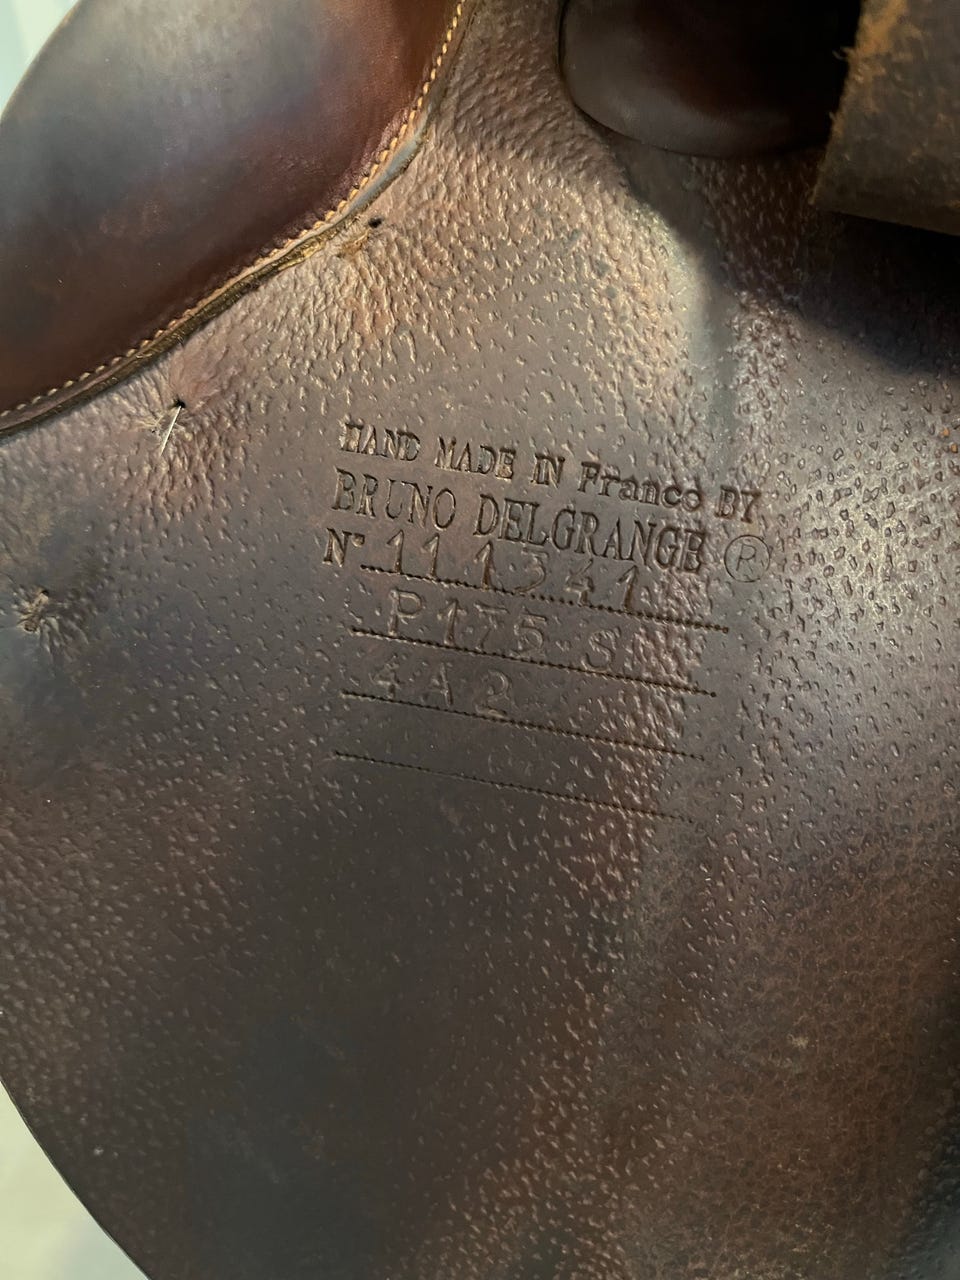 HAND MADE IN France BY
BRUNO DELGRANGE ®
N° 111341
P175 S
4A2